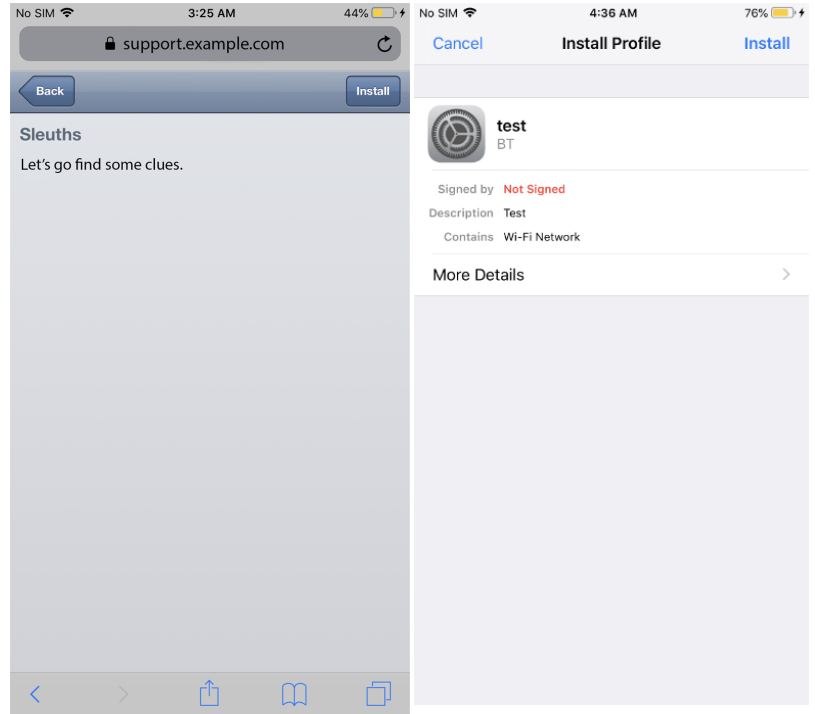 No SIM 3:25 AM 44%
support.example.com
Back Install
Sleuths
Let's go find some clues.
No SIM 4:36 AM 76%
Cancel Install Profile Install
test
BT
Signed by Not Signed
Description Test
Contains Wi-Fi Network
More Details